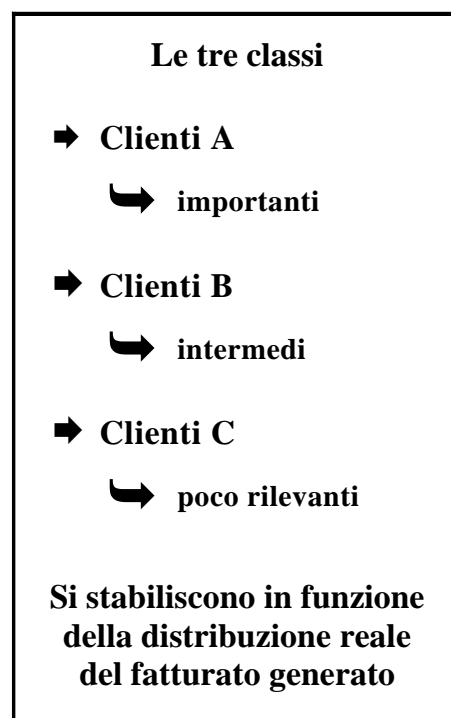 Le tre classi
Clienti A
importanti
Clienti B
intermedi
Clienti C
poco rilevanti
Si stabiliscono in funzione
della distribuzione reale
del fatturato generato